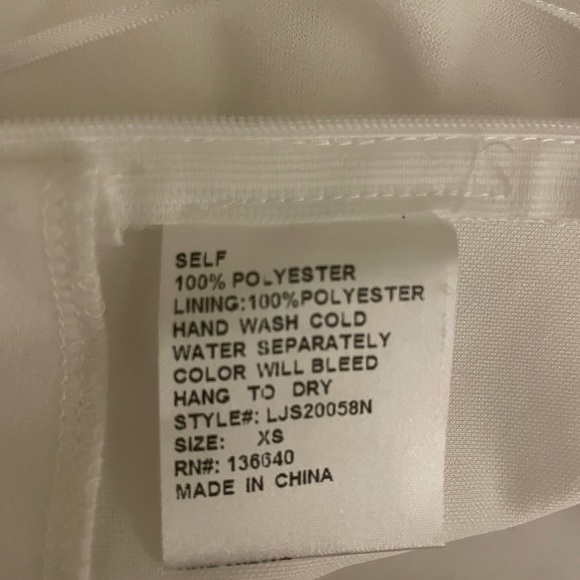 SELF
100% POLYESTER
LINING:100%POLYESTER
HAND WASH COLD
WATER SEPARATELY
COLOR WILL BLEED
HANG TO DRY
STYLE#: LJS20058N
SIZE: XS
RN#: 136640
MADE IN CHINA